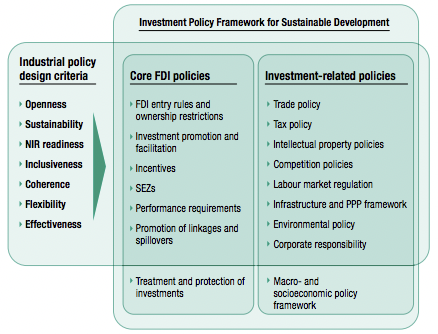 Investment Policy Framework for Sustainable Development
Industrial policy
design criteria
Openness
Sustainability
NIR readiness
Inclusiveness
Coherence
Flexibility
Effectiveness
Core FDI policies
FDI entry rules and
ownership restrictions
Investment promotion and
facilitation
Incentives
SEZs
Performance requirements
Promotion of linkages and
spillovers
Treatment and protection of
investments
Investment-related policies
Trade policy
Tax policy
Intellectual property policies
Competition policies
Labour market regulation
Infrastructure and PPP framework
Environmental policy
Corporate responsibility
Macro- and
socioeconomic policy
framework